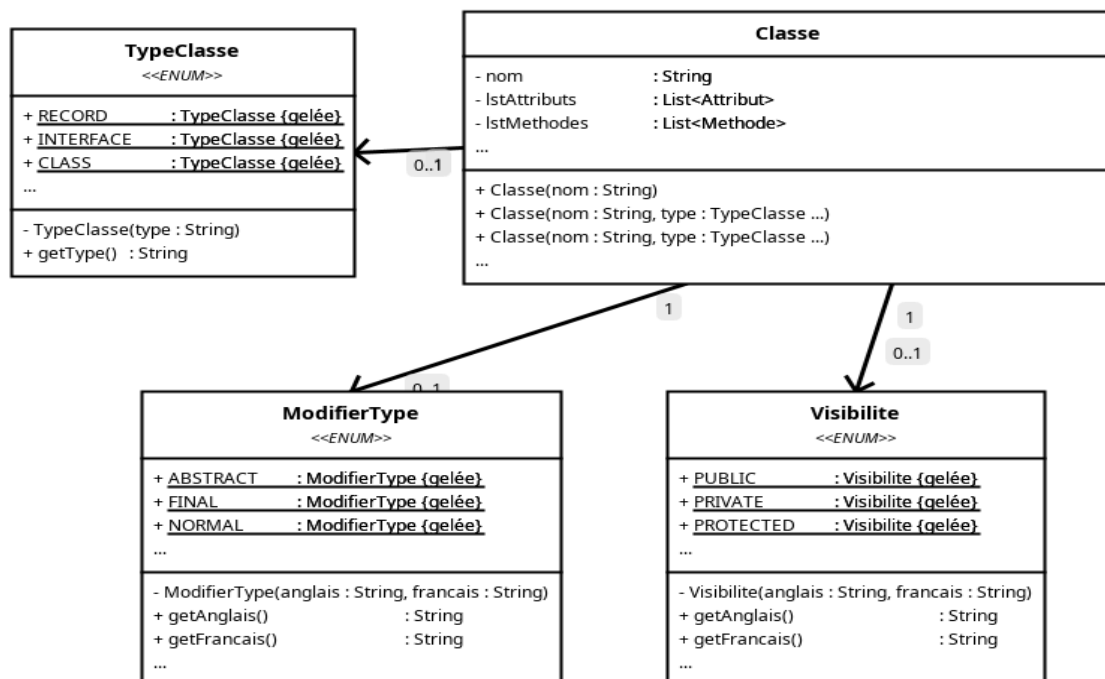 TypeClasse
<<ENUM>>
+ RECORD : TypeClasse {gelée}
+ INTERFACE : TypeClasse {gelée}
+ CLASS : TypeClasse {gelée}
...
- TypeClasse(type : String)
+ getType() : String
Classe
- nom : String
- lstAttributs : List<Attribut>
- lstMethodes : List<Methode>
...
+ Classe(nom : String)
+ Classe(nom : String, type : TypeClasse ...)
+ Classe(nom : String, type : TypeClasse ...)
...
0..1
1
0..1
1
0..1
ModifierType
<<ENUM>>
+ ABSTRACT : ModifierType {gelée}
+ FINAL : ModifierType {gelée}
+ NORMAL : ModifierType {gelée}
...
- ModifierType(anglais : String, francais : String)
+ getAnglais() : String
+ getFrancais() : String
...
Visibilite
<<ENUM>>
+ PUBLIC : Visibilite {gelée}
+ PRIVATE : Visibilite {gelée}
+ PROTECTED : Visibilite {gelée}
...
- Visibilite(anglais : String, francais : String)
+ getAnglais() : String
+ getFrancais() : String
...